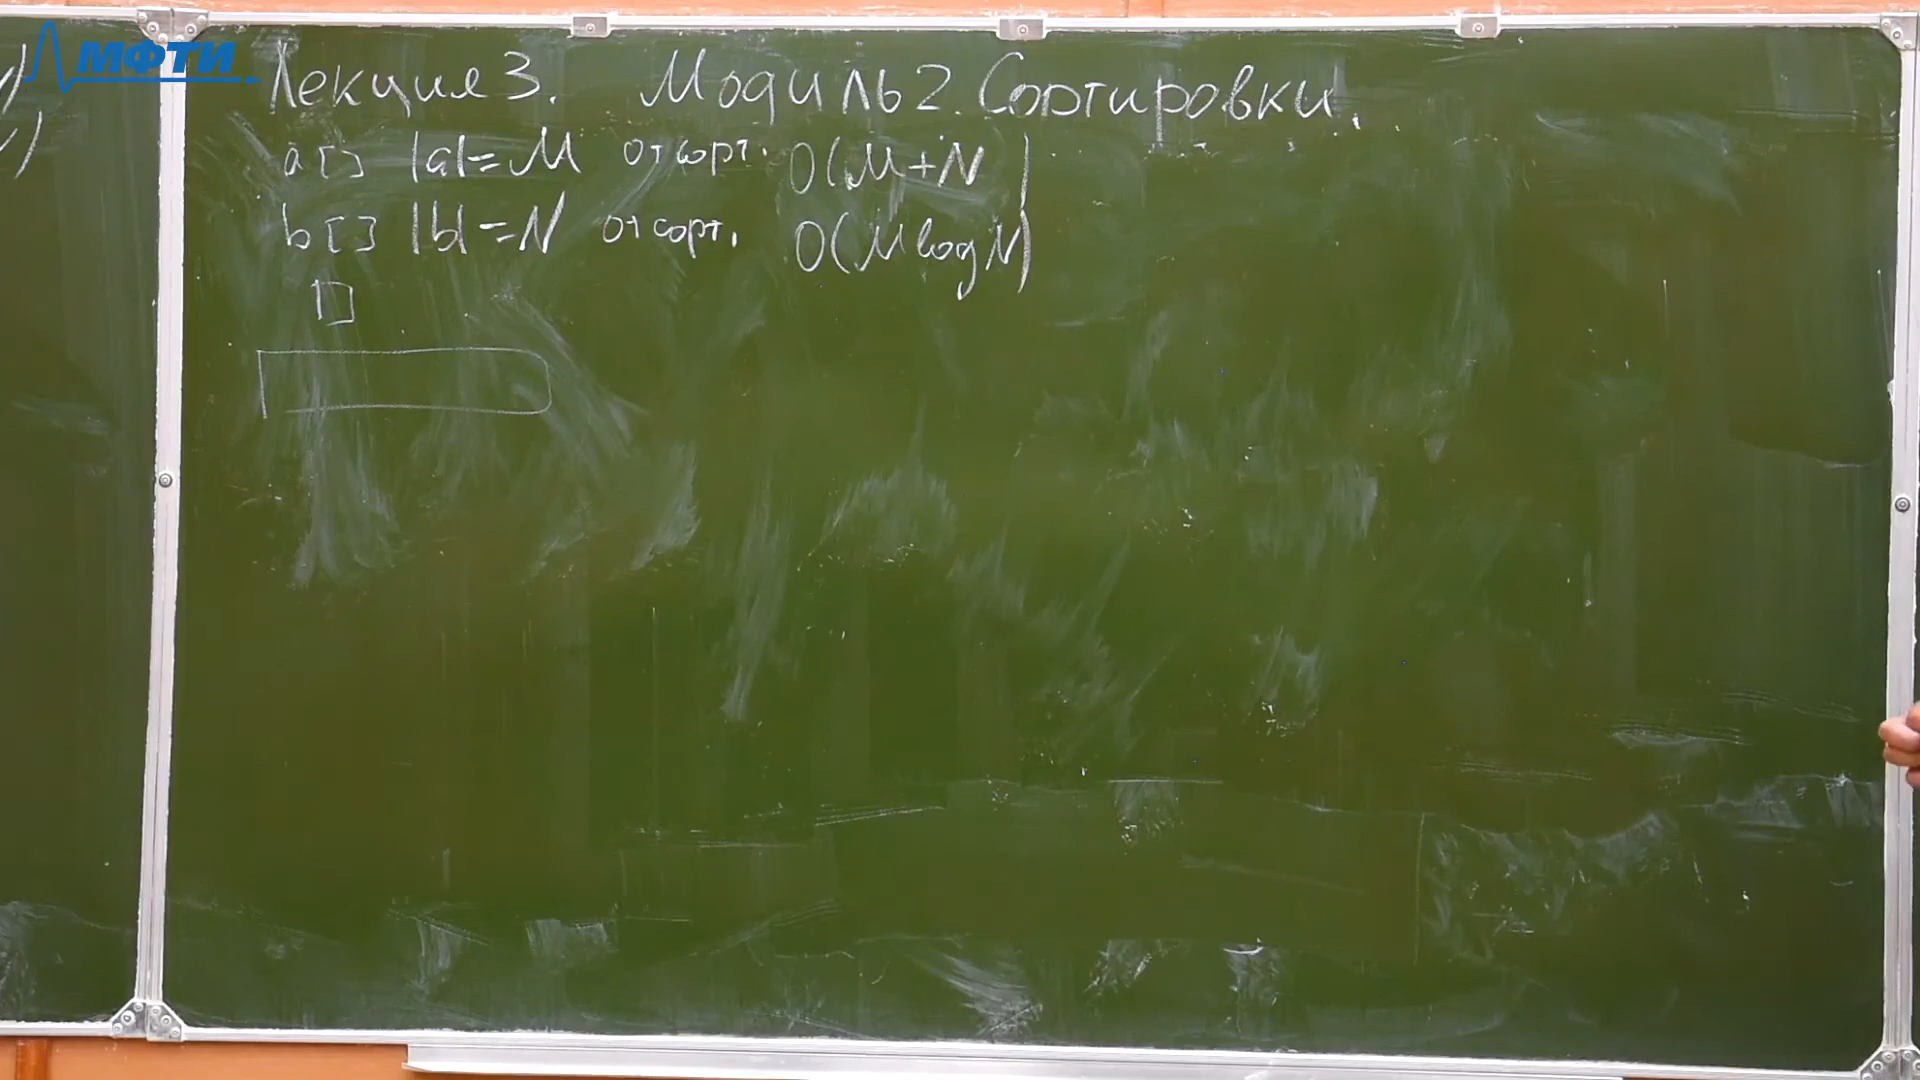 МФТИ
Лекция 3. Модуль 2. Сортировки.
a[] |a|=M отсорт. O(M+N)
b[] |b|=N отсорт. O(M log N)